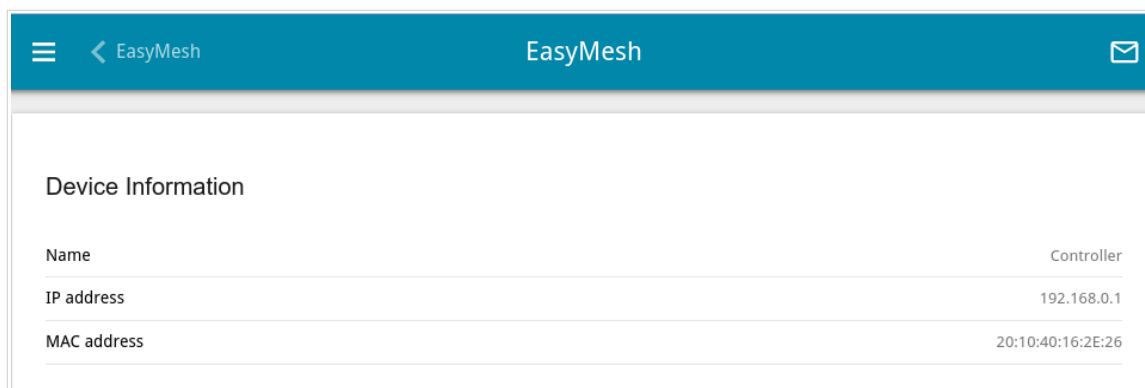 EasyMesh EasyMesh
Device Information
Name Controller
IP address 192.168.0.1
MAC address 20:10:40:16:2E:26